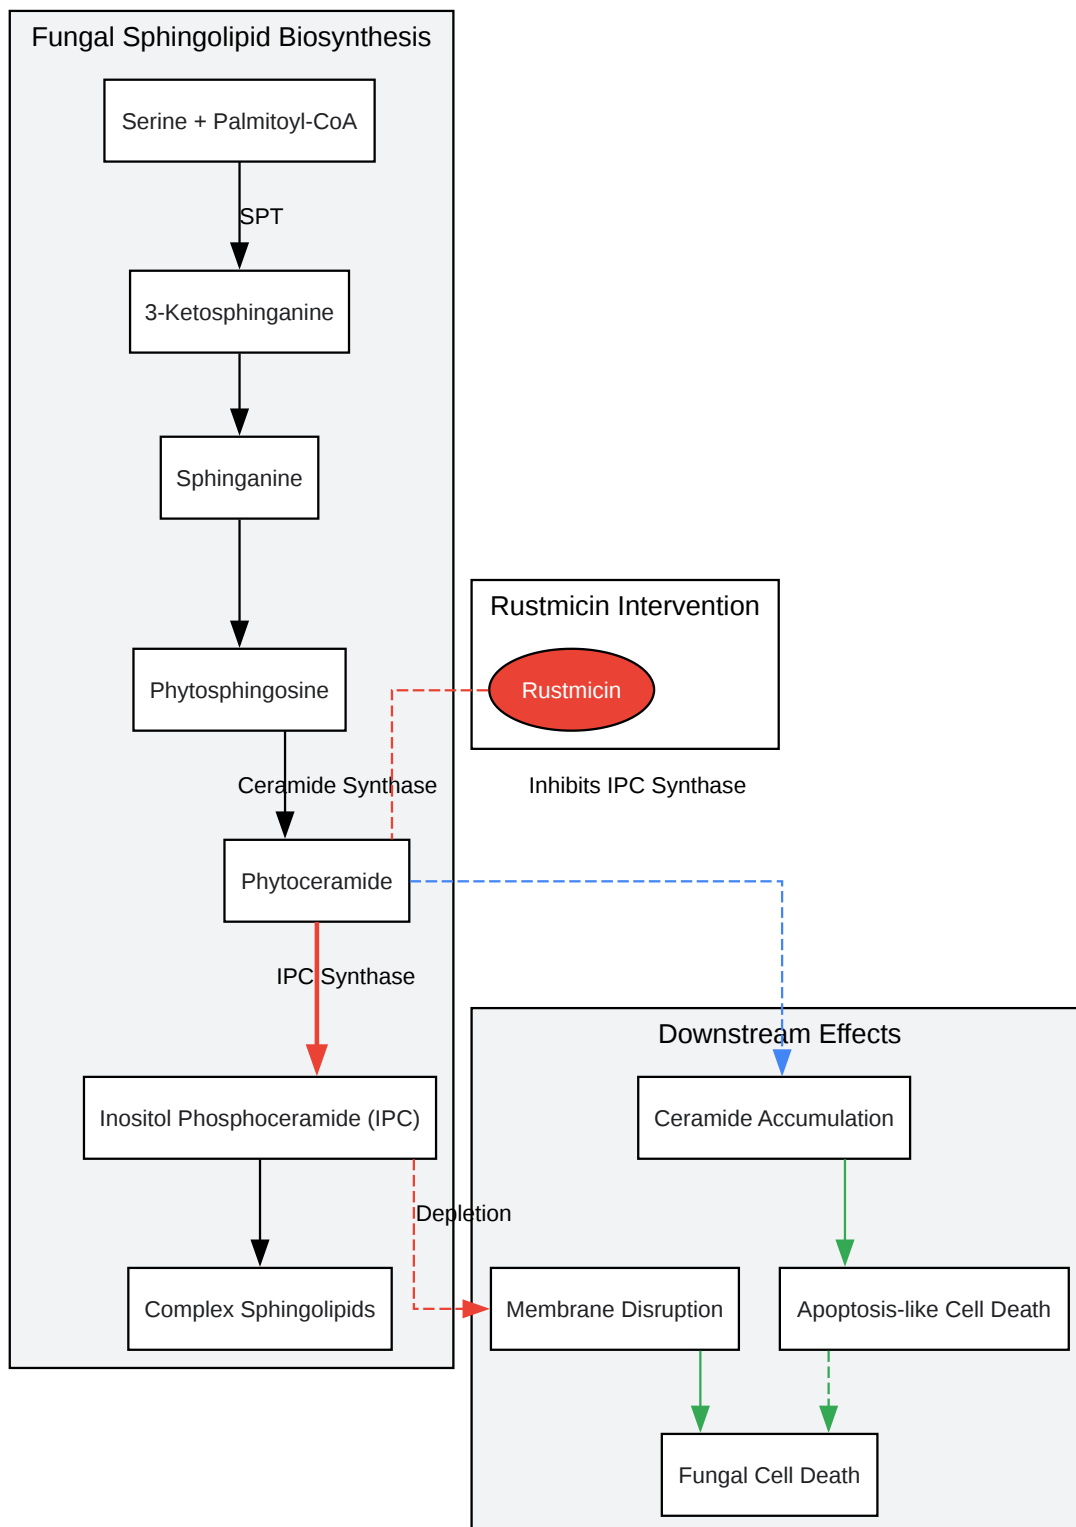 Fungal Sphingolipid Biosynthesis
Serine + Palmitoyl-CoA
SPT
3-Ketosphinganine
Sphinganine
Phytosphingosine
Ceramide Synthase
Phytoceramide
IPC Synthase
Inositol Phosphoceramide (IPC)
Depletion
Complex Sphingolipids
Rustmicin Intervention
Rustmicin
Inhibits IPC Synthase
Downstream Effects
Ceramide Accumulation
Membrane Disruption
Apoptosis-like Cell Death
Fungal Cell Death